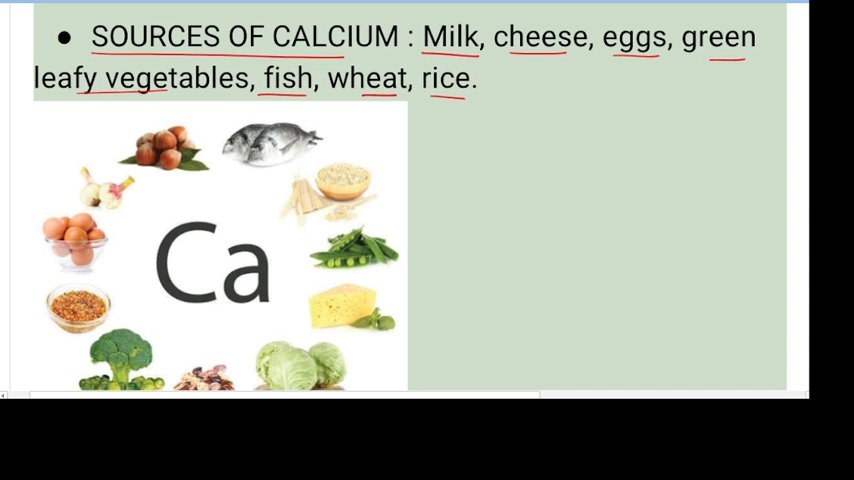 ● SOURCES OF CALCIUM : Milk, cheese, eggs, green
leafy vegetables, fish, wheat, rice.
Ca